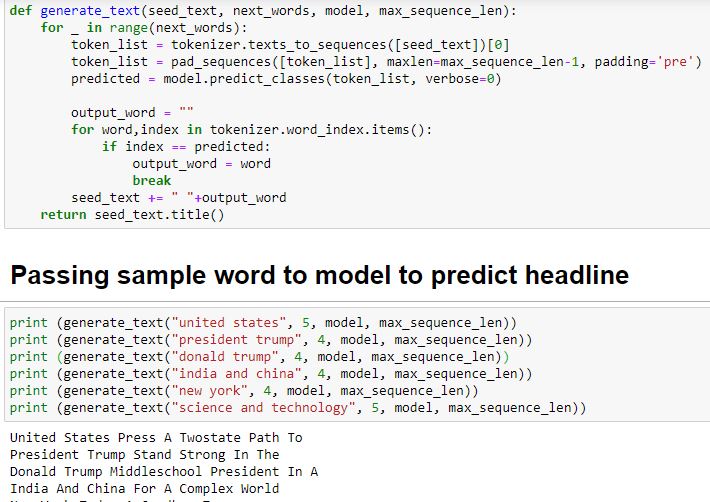 def generate_text(seed_text, next_words, model, max_sequence_len):
    for _ in range(next_words):
        token_list = tokenizer.texts_to_sequences([seed_text])[0]
        token_list = pad_sequences([token_list], maxlen=max_sequence_len-1, padding='pre')
        predicted = model.predict_classes(token_list, verbose=0)

        output_word = ""
        for word,index in tokenizer.word_index.items():
            if index == predicted:
                output_word = word
                break
        seed_text += " "+output_word
    return seed_text.title()
Passing sample word to model to predict headline
print (generate_text("united states", 5, model, max_sequence_len))
print (generate_text("president trump", 4, model, max_sequence_len))
print (generate_text("donald trump", 4, model, max_sequence_len))
print (generate_text("india and china", 4, model, max_sequence_len))
print (generate_text("new york", 4, model, max_sequence_len))
print (generate_text("science and technology", 5, model, max_sequence_len))
United States Press A Twostate Path To
President Trump Stand Strong In The
Donald Trump Middleschool President In A
India And China For A Complex World